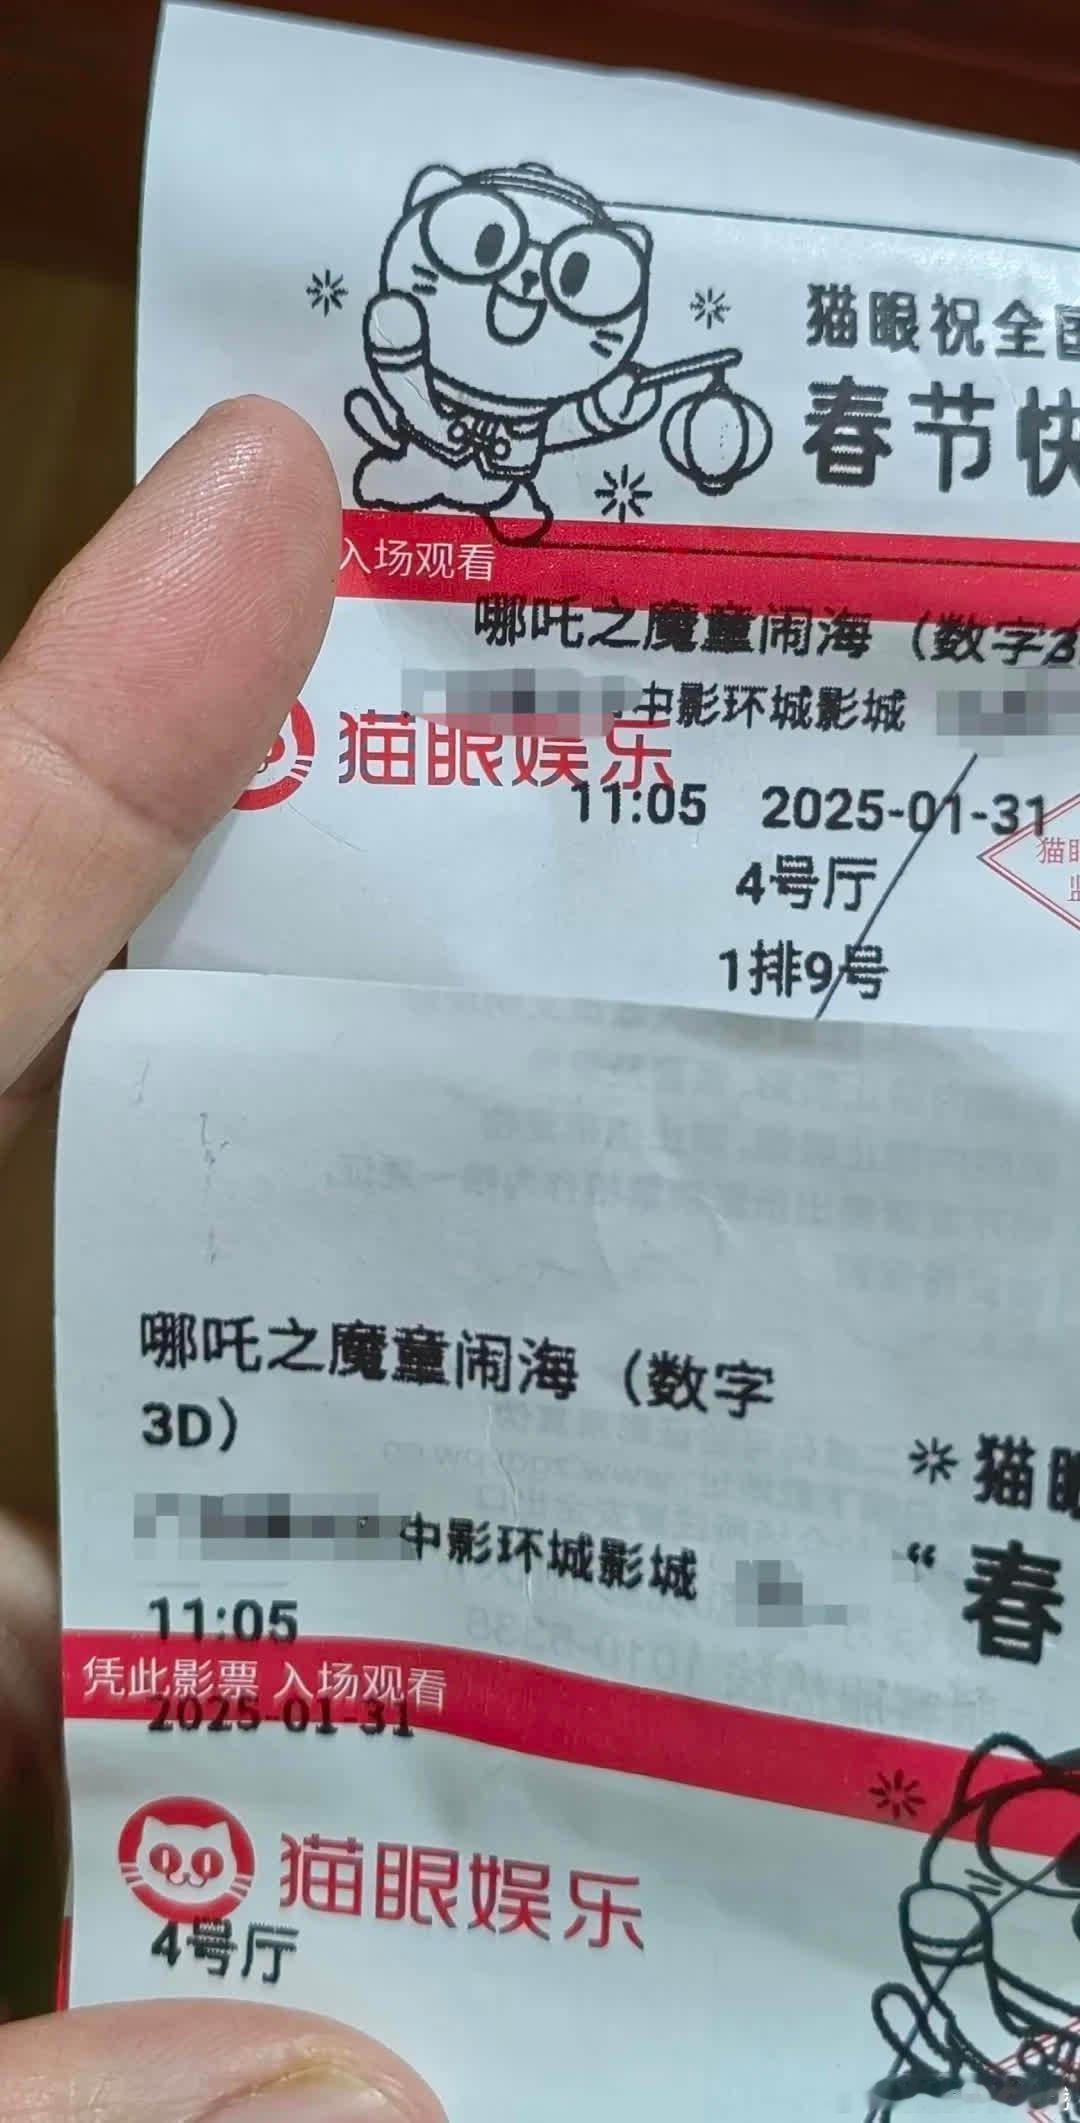 猫眼祝全国
春节快
入场观看
哪吒之魔童闹海（数字3
中影环城影城
猫眼娱乐
11:05 2025-01-31
猫眼
监
4号厅
1排9号
哪吒之魔童闹海（数字
3D）
猫眼
中影环城影城
“春
11:05
凭此影票 入场观看
2025-01-31
猫眼娱乐
4号厅